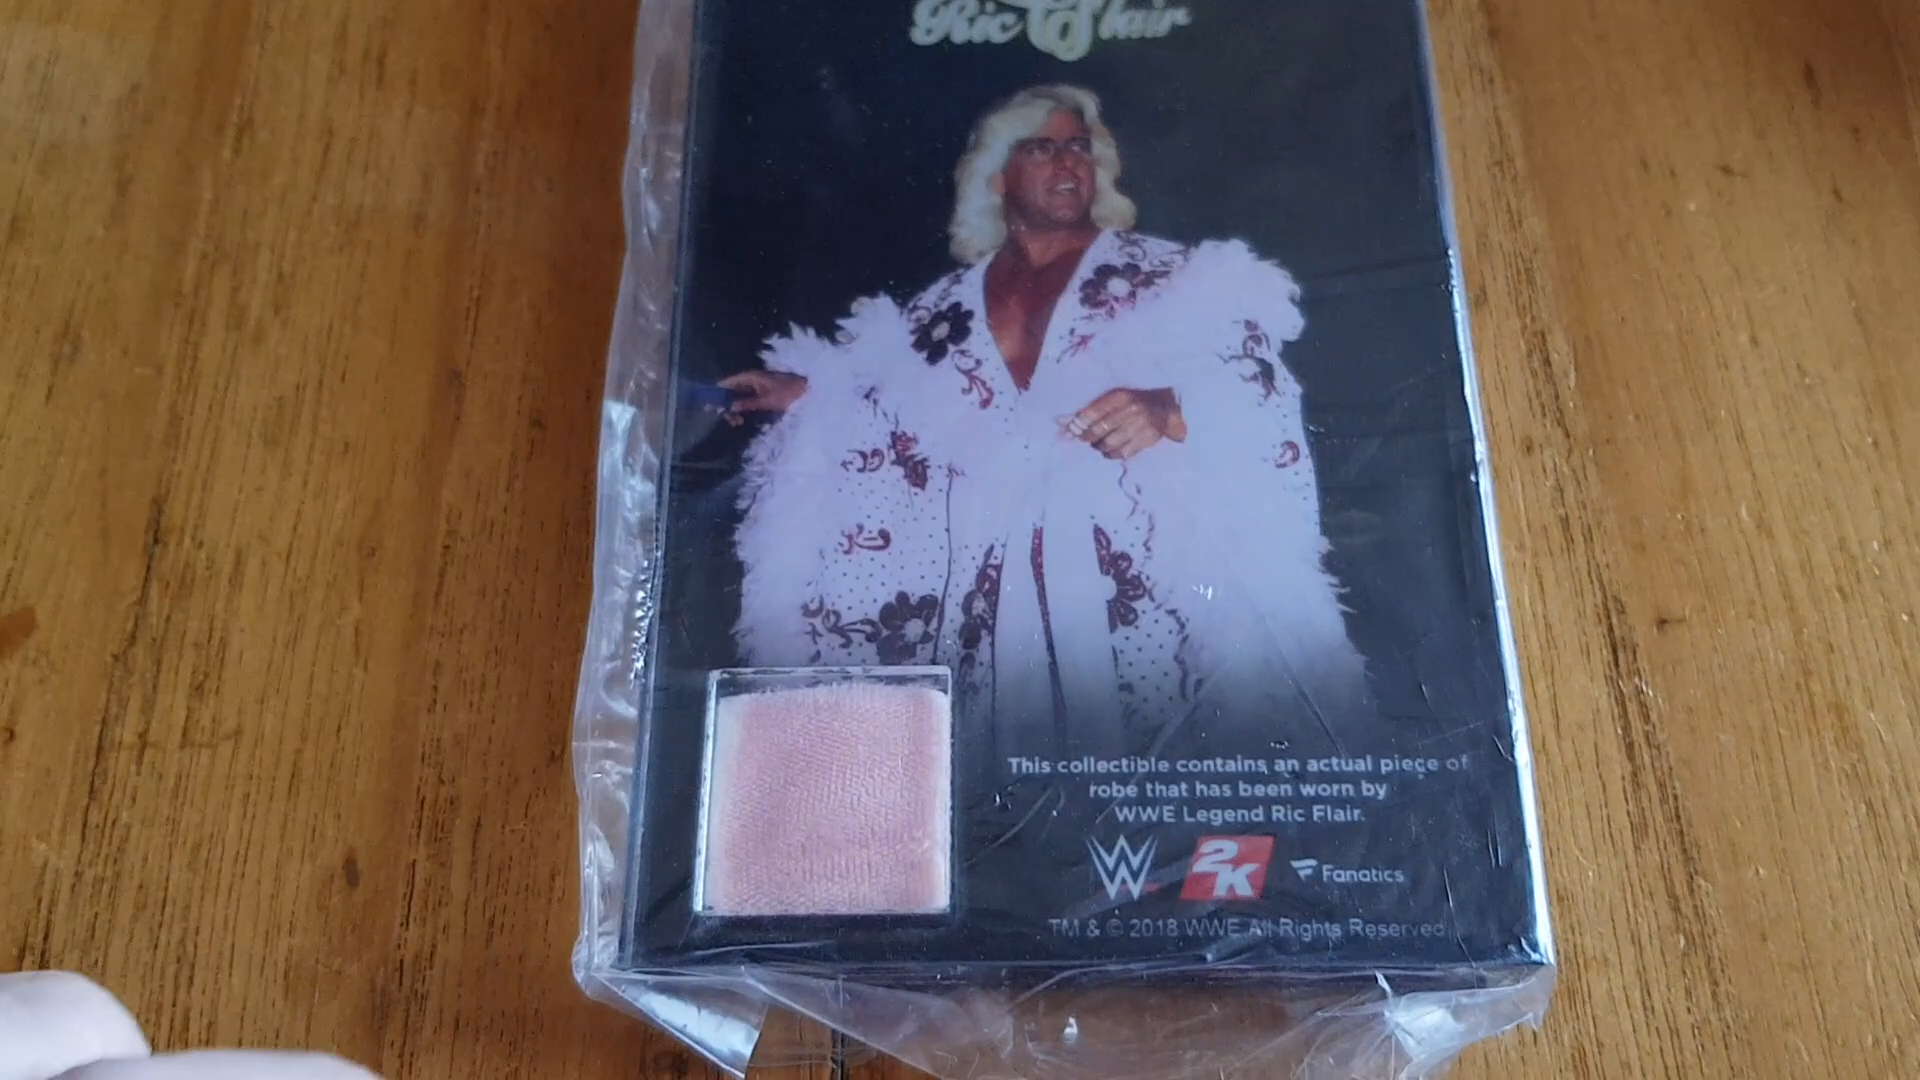 Ric Flair
This collectible contains an actual piece of
robe that has been worn by
WWE Legend Ric Flair.
W 2K Fanatics
TM & © 2018 WWE All Rights Reserved